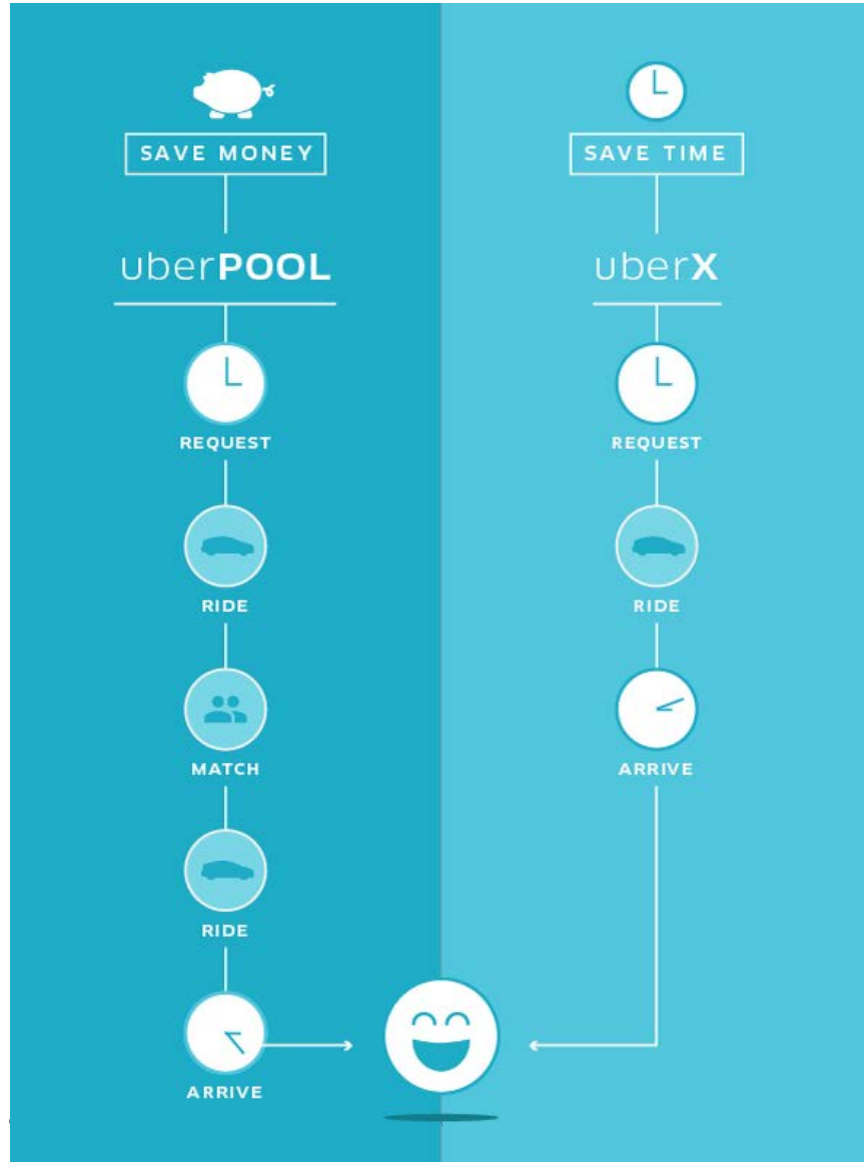 SAVE MONEY
uberPOOL
REQUEST
RIDE
MATCH
RIDE
ARRIVE
SAVE TIME
uberX
REQUEST
RIDE
ARRIVE